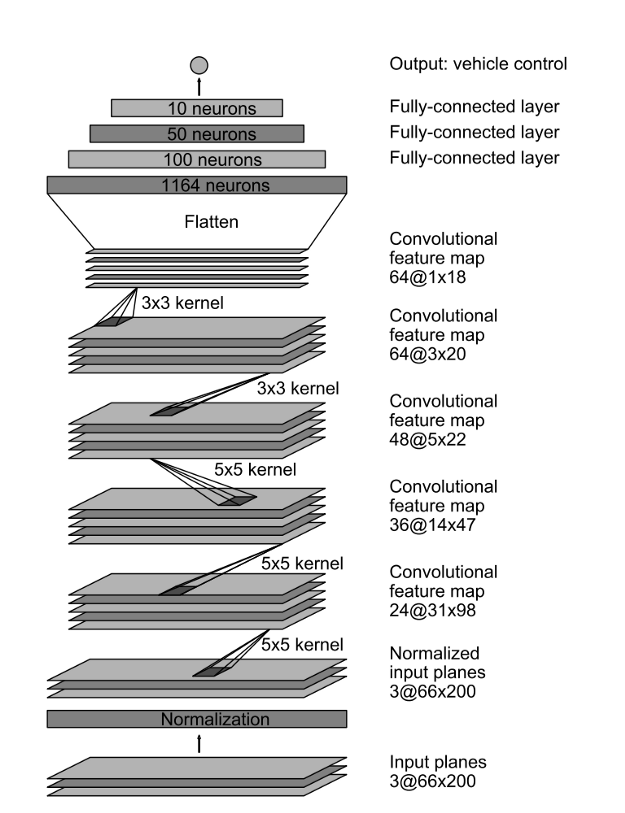 Output: vehicle control
10 neurons
Fully-connected layer
50 neurons
Fully-connected layer
100 neurons
Fully-connected layer
1164 neurons
Fully-connected layer
Flatten
Convolutional
feature map
64@1x18
3x3 kernel
Convolutional
feature map
64@3x20
3x3 kernel
Convolutional
feature map
48@5x22
5x5 kernel
Convolutional
feature map
36@14x47
5x5 kernel
Convolutional
feature map
24@31x98
5x5 kernel
Normalized
input planes
3@66x200
Normalization
Input planes
3@66x200